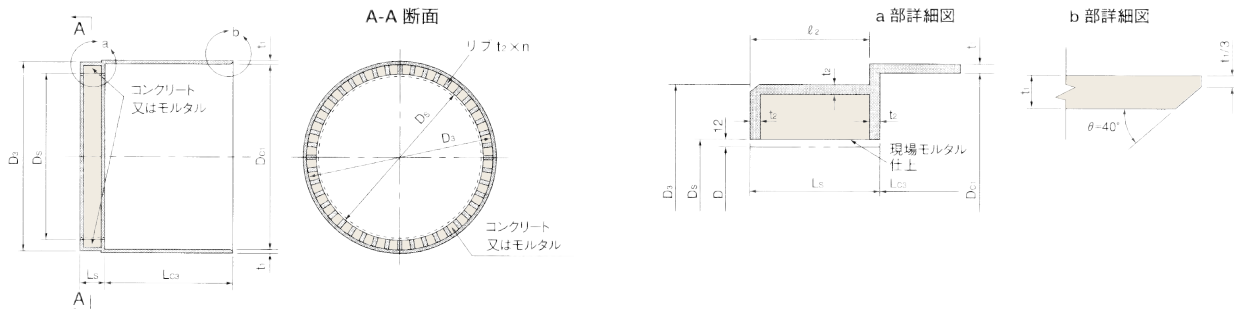 A-A 断面
A
a
b
t₁
リブ t₂×n
コンクリート
又はモルタル
D₃
Ds
Dc₁
Ds
D₃
コンクリート
又はモルタル
Ls
Lc₃
t₁
A
a 部詳細図
ℓ₂
t₂
t
t₂
t₂
12
現場モルタル
仕上
D₃
Ds
D
Ls
Lc₃
Dc₁
b 部詳細図
t₁/3
t₁
θ=40°